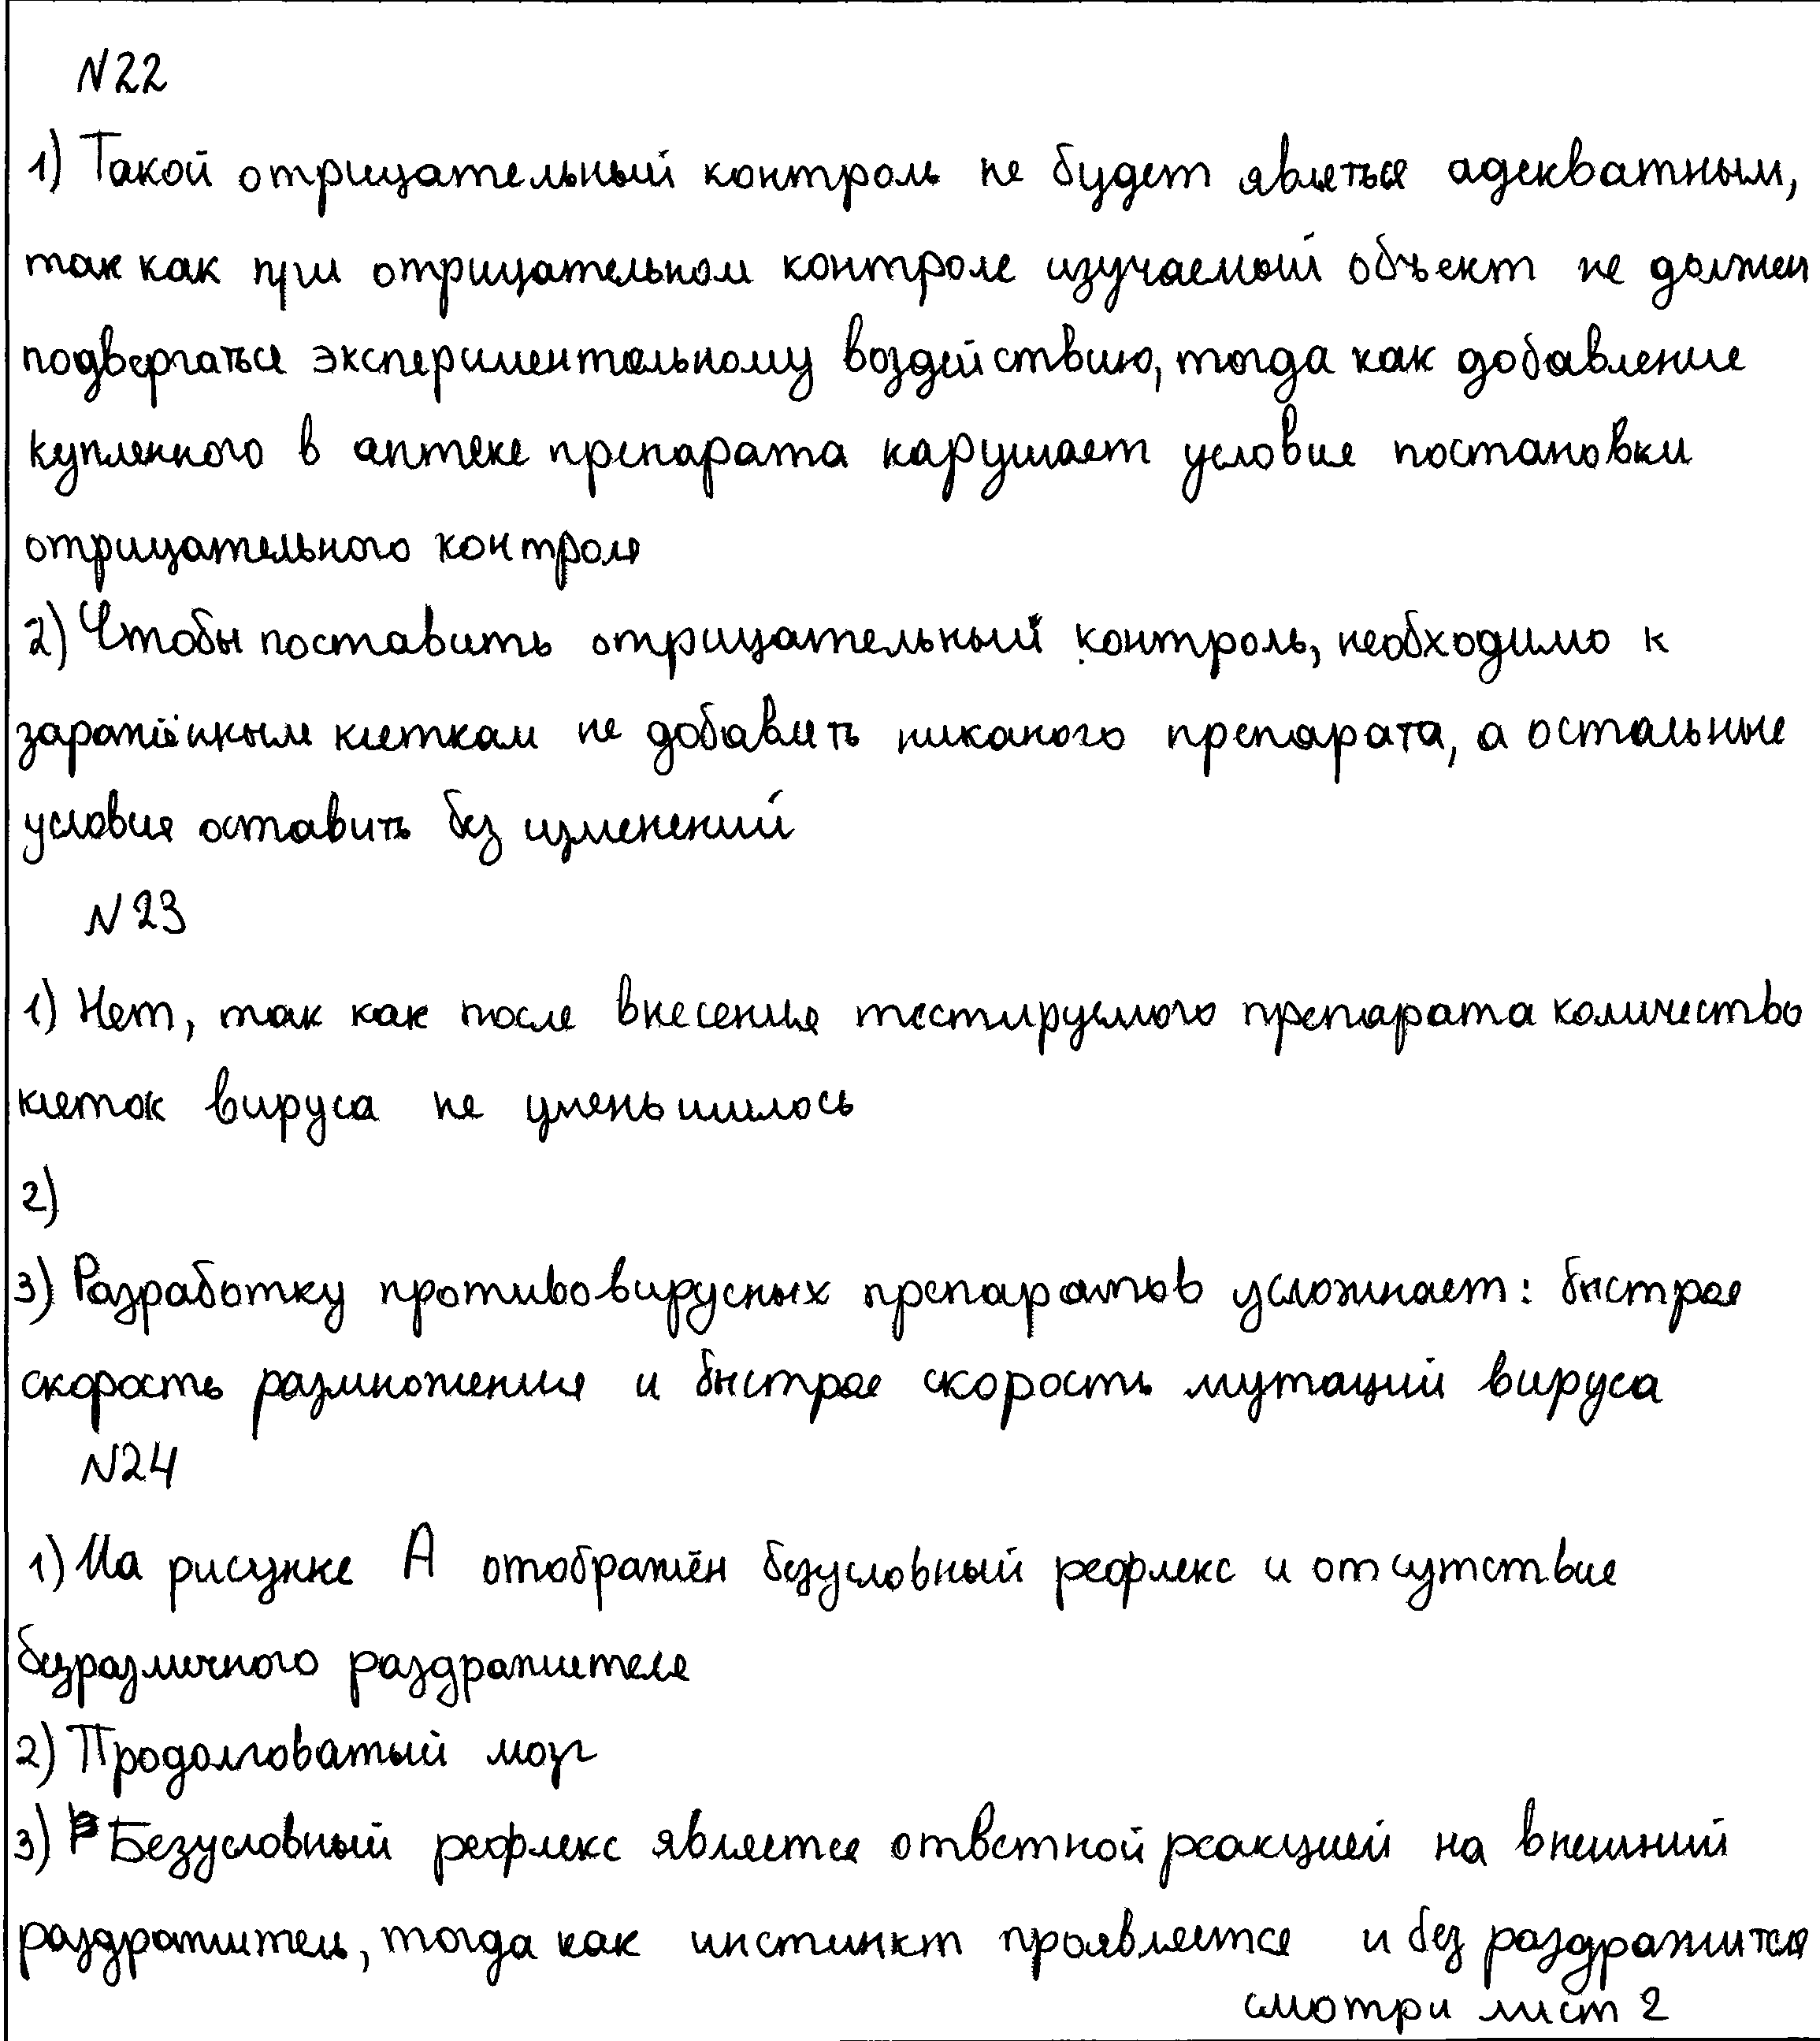 N22
1) Такой отрицательный контроль не будет являться адекватным,
так как при отрицательном контроле изучаемый объект не должен
подвергаться экспериментальному воздействию, тогда как добавление
купленного в аптеке препарата нарушает условие постановки
отрицательного контроля
2) Чтобы поставить отрицательный контроль, необходимо к
заражённым клеткам не добавлять никакого препарата, а остальные
условия оставить без изменений
N23
1) Нет, так как после внесения тестируемого препарата количество
клеток вируса не уменьшилось
2)
3) Разработку противовирусных препаратов усложняет: быстрая
скорость размножения и быстрая скорость мутаций вируса
N24
1) На рисунке А отображён безусловный рефлекс и отсутствие
безразличного раздражителя
2) Продолговатый мозг
3) Безусловный рефлекс является ответной реакцией на внешний
раздражитель, тогда как инстинкт проявляется и без раздражителя
смотри лист 2